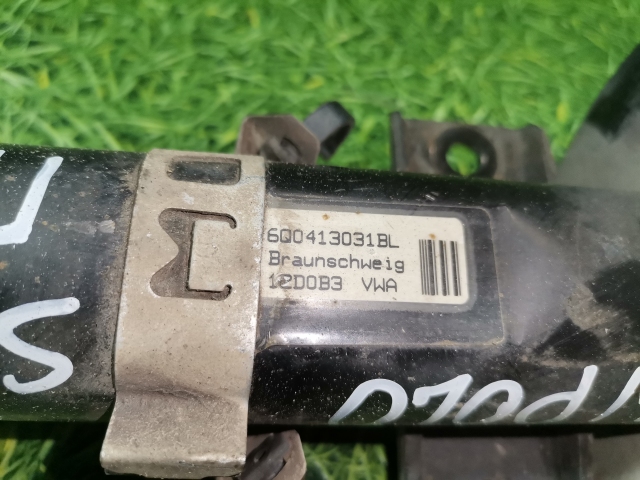 6Q0413031BL
Braunschweig
12D0B3 VWA
POLO